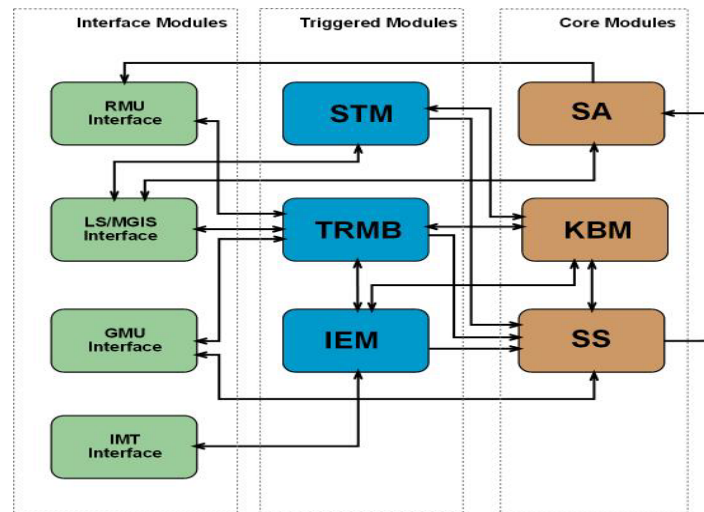 Interface Modules
Triggered Modules
Core Modules
RMU
Interface
STM
SA
LS/MGIS
Interface
TRMB
KBM
GMU
Interface
IEM
SS
IMT
Interface